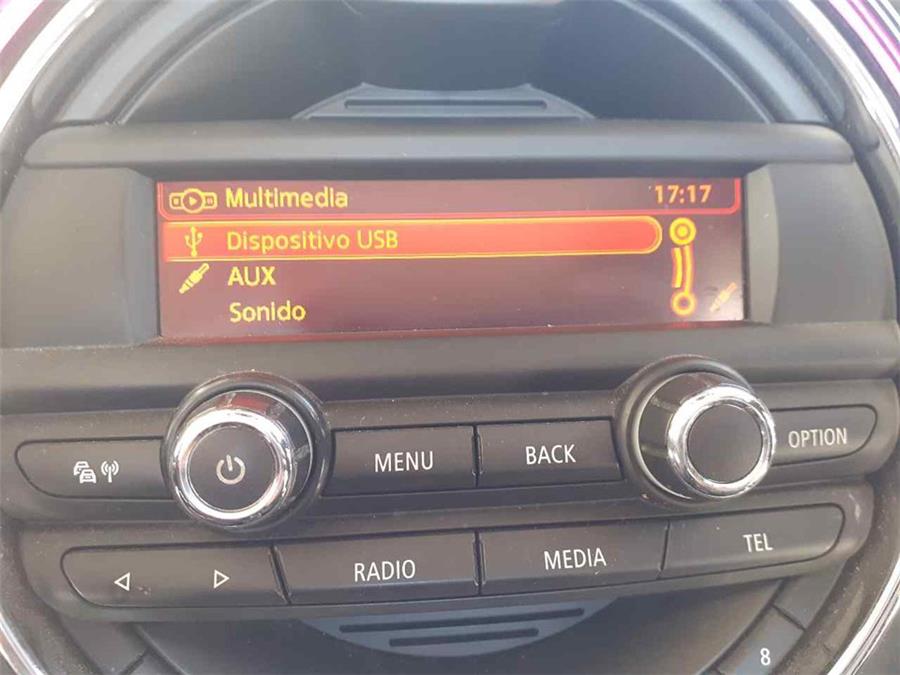 Multimedia 17:17
Dispositivo USB
AUX
Sonido
MENU BACK OPTION
RADIO MEDIA TEL
8